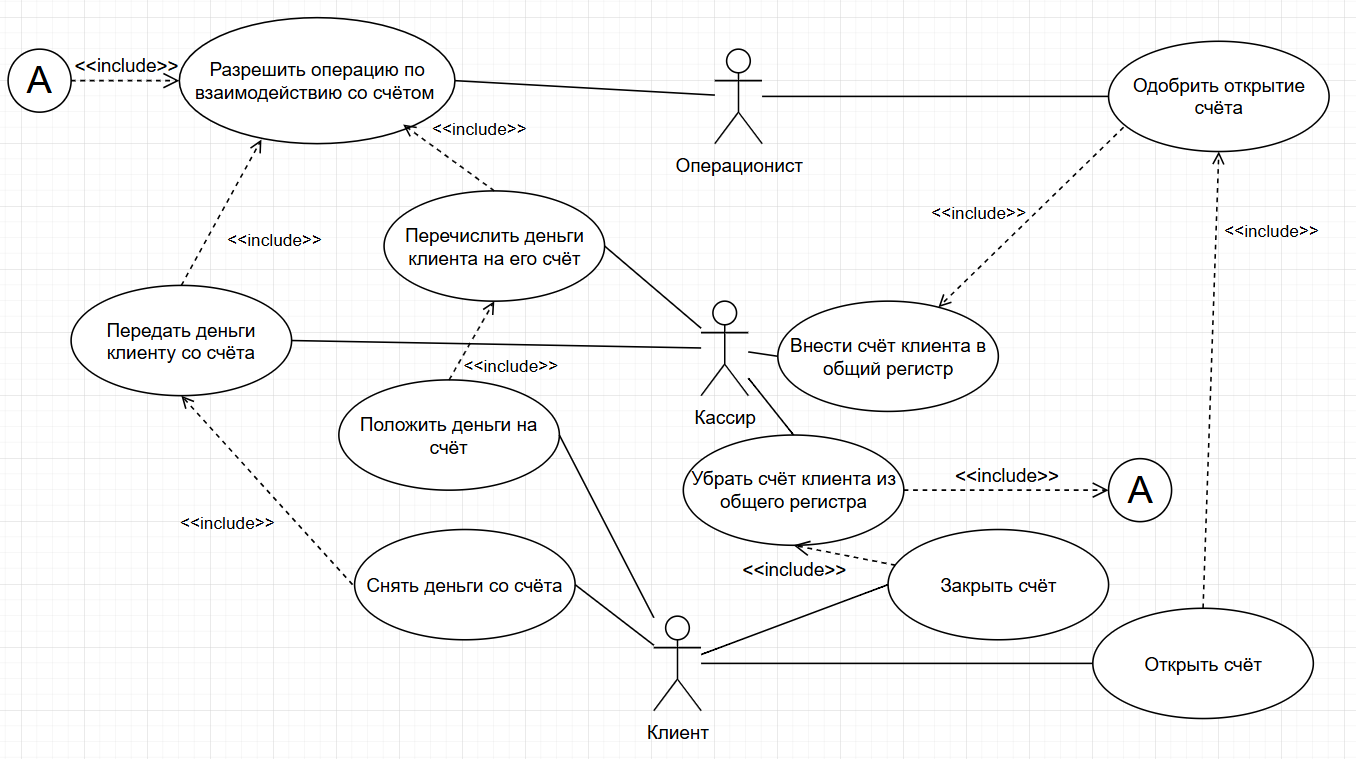 A
<<include>>
Разрешить операцию по
взаимодействию со счётом
Операционист
Одобрить открытие
счёта
<<include>>
<<include>>
<<include>>
<<include>>
Перечислить деньги
клиента на его счёт
Передать деньги
клиенту со счёта
Кассир
Внести счёт клиента в
общий регистр
<<include>>
Положить деньги на
счёт
Убрать счёт клиента из
общего регистра
<<include>>
A
<<include>>
<<include>>
Снять деньги со счёта
Закрыть счёт
Открыть счёт
Клиент